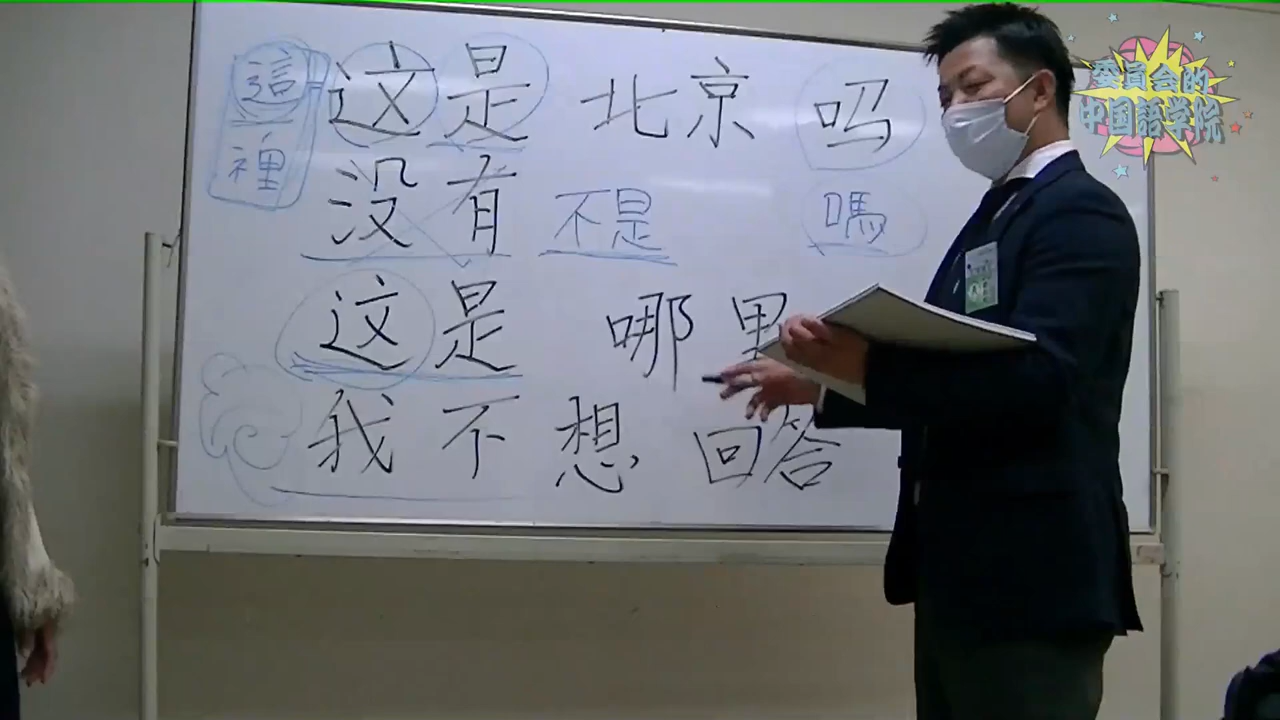 這
裡
这是 北京 吗
没有 不是 嗎
这是 哪里
我不想回答
委員会的
中国語学院